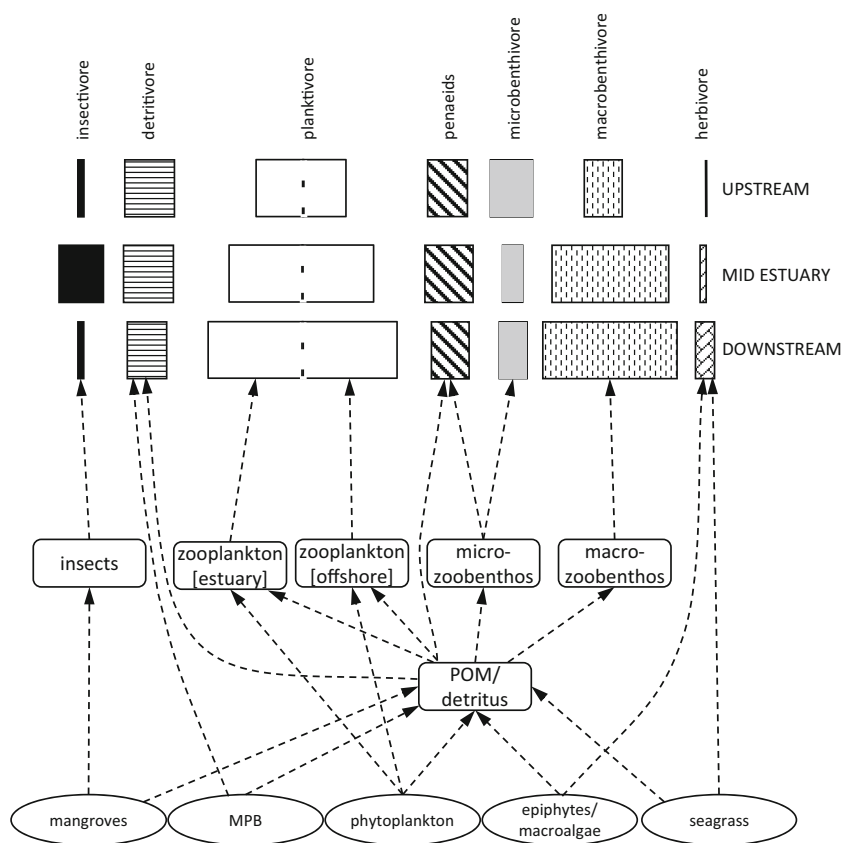 insectivore
detritivore
planktivore
penaeids
microbenthivore
macrobenthivore
herbivore
UPSTREAM
MID ESTUARY
DOWNSTREAM
insects
zooplankton
[estuary]
zooplankton
[offshore]
micro-
zoobenthos
macro-
zoobenthos
POM/
detritus
mangroves
MPB
phytoplankton
epiphytes/
macroalgae
seagrass